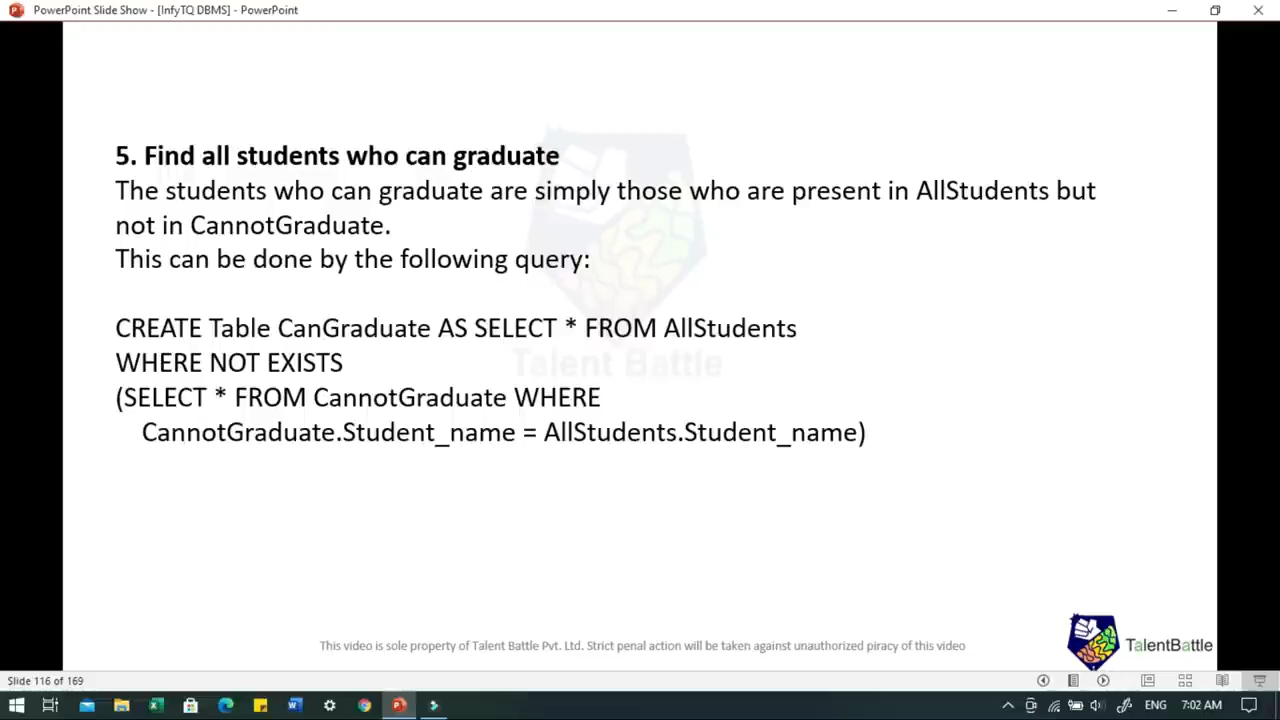 PowerPoint Slide Show - [InfyTQ DBMS] - PowerPoint
5. Find all students who can graduate
The students who can graduate are simply those who are present in AllStudents but
not in CannotGraduate.
This can be done by the following query:
CREATE Table CanGraduate AS SELECT * FROM AllStudents
WHERE NOT EXISTS
(SELECT * FROM CannotGraduate WHERE
CannotGraduate.Student_name = AllStudents.Student_name)
Talent Battle
This video is sole property of Talent Battle Pvt. Ltd. Strict penal action will be taken against unauthorized piracy of this video
TalentBattle
Slide 116 of 169
ENG 7:02 AM